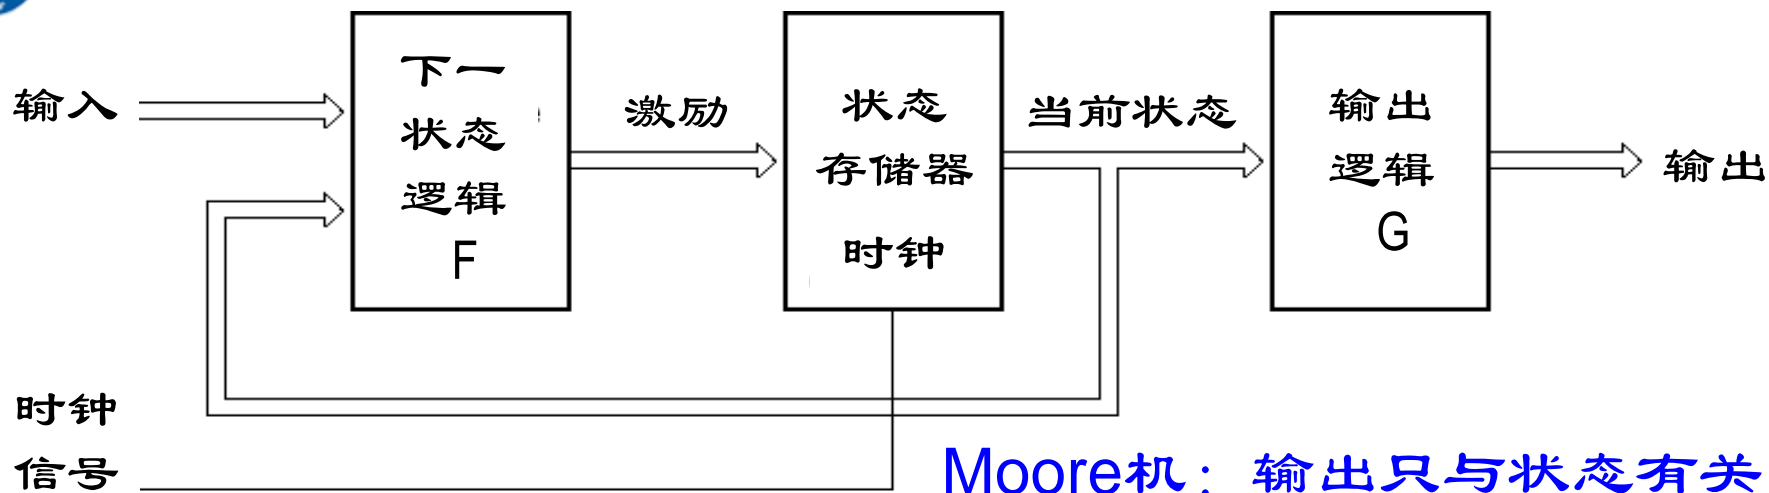 输入
下一
状态
逻辑
F
激励
状态
存储器
时钟
当前状态
输出
逻辑
G
输出
时钟
信号
Moore机：输出只与状态有关